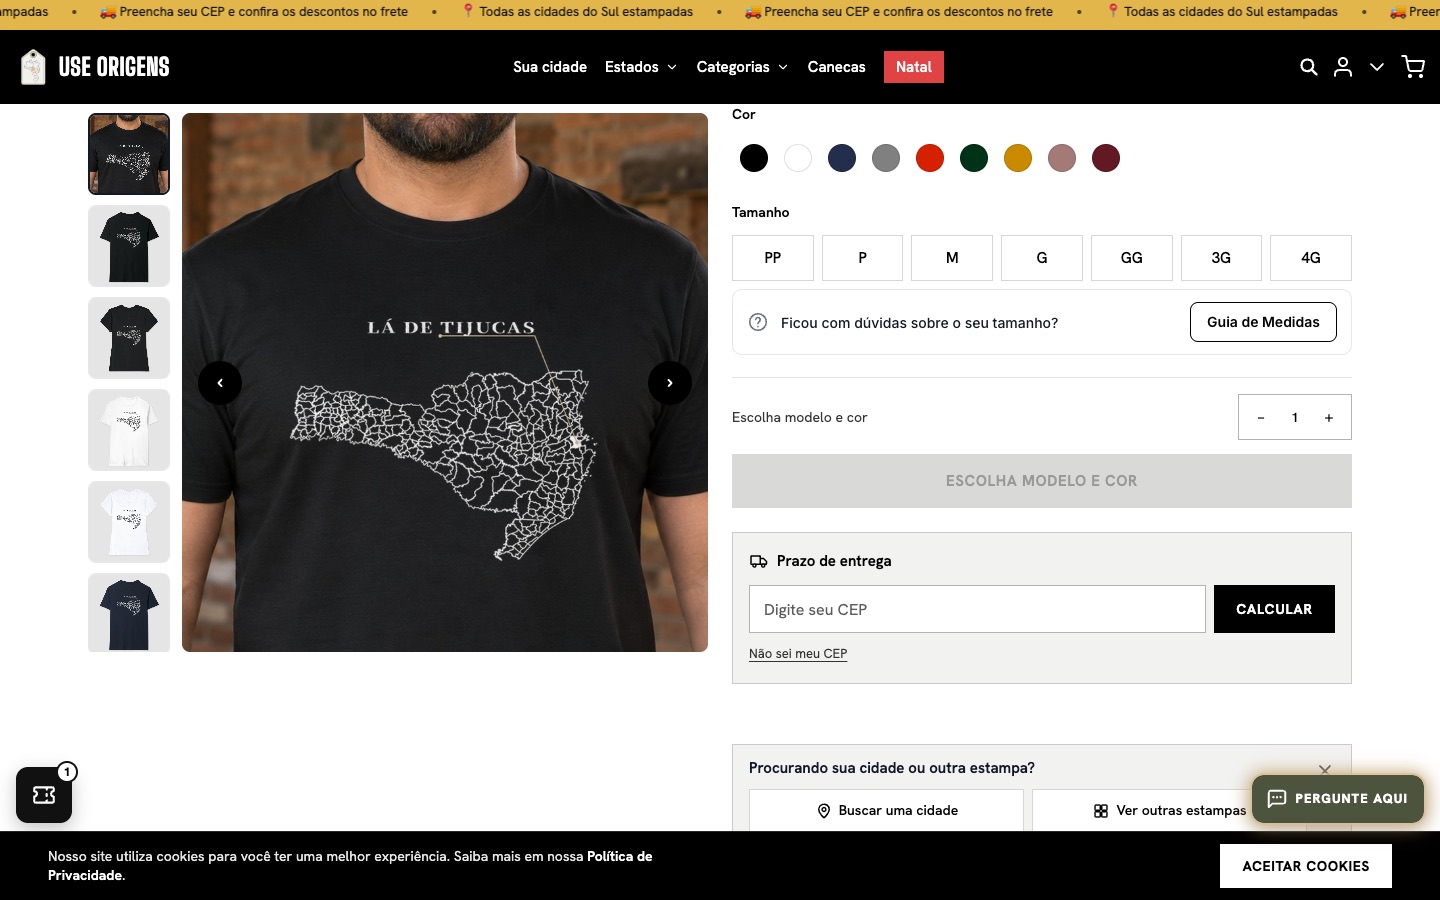 mpadas • 🚚 Preencha seu CEP e confira os descontos no frete • 📍 Todas as cidades do Sul estampadas • 🚚 Preencha seu CEP e confira os descontos no frete • 📍 Todas as cidades do Sul estampadas • 🚚 Preen
USE ORIGENS
Sua cidade Estados Categorias Canecas Natal
Cor
Tamanho
PP P M G GG 3G 4G
Ficou com dúvidas sobre o seu tamanho? Guia de Medidas
LÁ DE TIJUCAS
Escolha modelo e cor − 1 +
ESCOLHA MODELO E COR
Prazo de entrega
Digite seu CEP CALCULAR
Não sei meu CEP
Procurando sua cidade ou outra estampa?
Buscar uma cidade Ver outras estampas
1
PERGUNTE AQUI
Nosso site utiliza cookies para você ter uma melhor experiência. Saiba mais em nossa Política de
Privacidade.
ACEITAR COOKIES